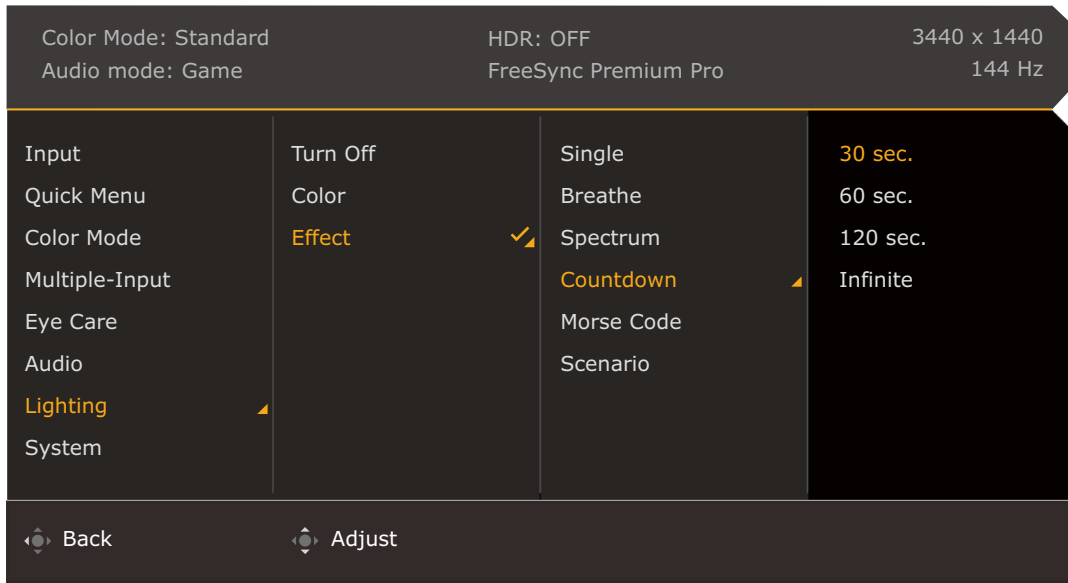 Color Mode: Standard
HDR: OFF
3440 x 1440
Audio mode: Game
FreeSync Premium Pro
144 Hz
Input
Quick Menu
Color Mode
Multiple-Input
Eye Care
Audio
Lighting
System
Turn Off
Color
Effect
Single
Breathe
Spectrum
Countdown
Morse Code
Scenario
30 sec.
60 sec.
120 sec.
Infinite
Back
Adjust